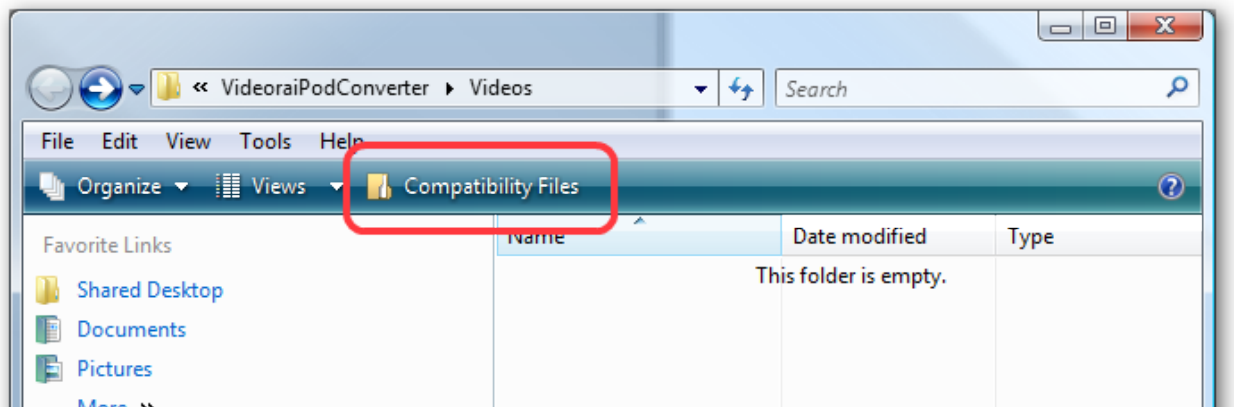 « VideoraiPodConverter ▸ Videos
Search
File Edit View Tools Help
Organize Views Compatibility Files
Favorite Links
Name Date modified Type
Shared Desktop
This folder is empty.
Documents
Pictures
More »